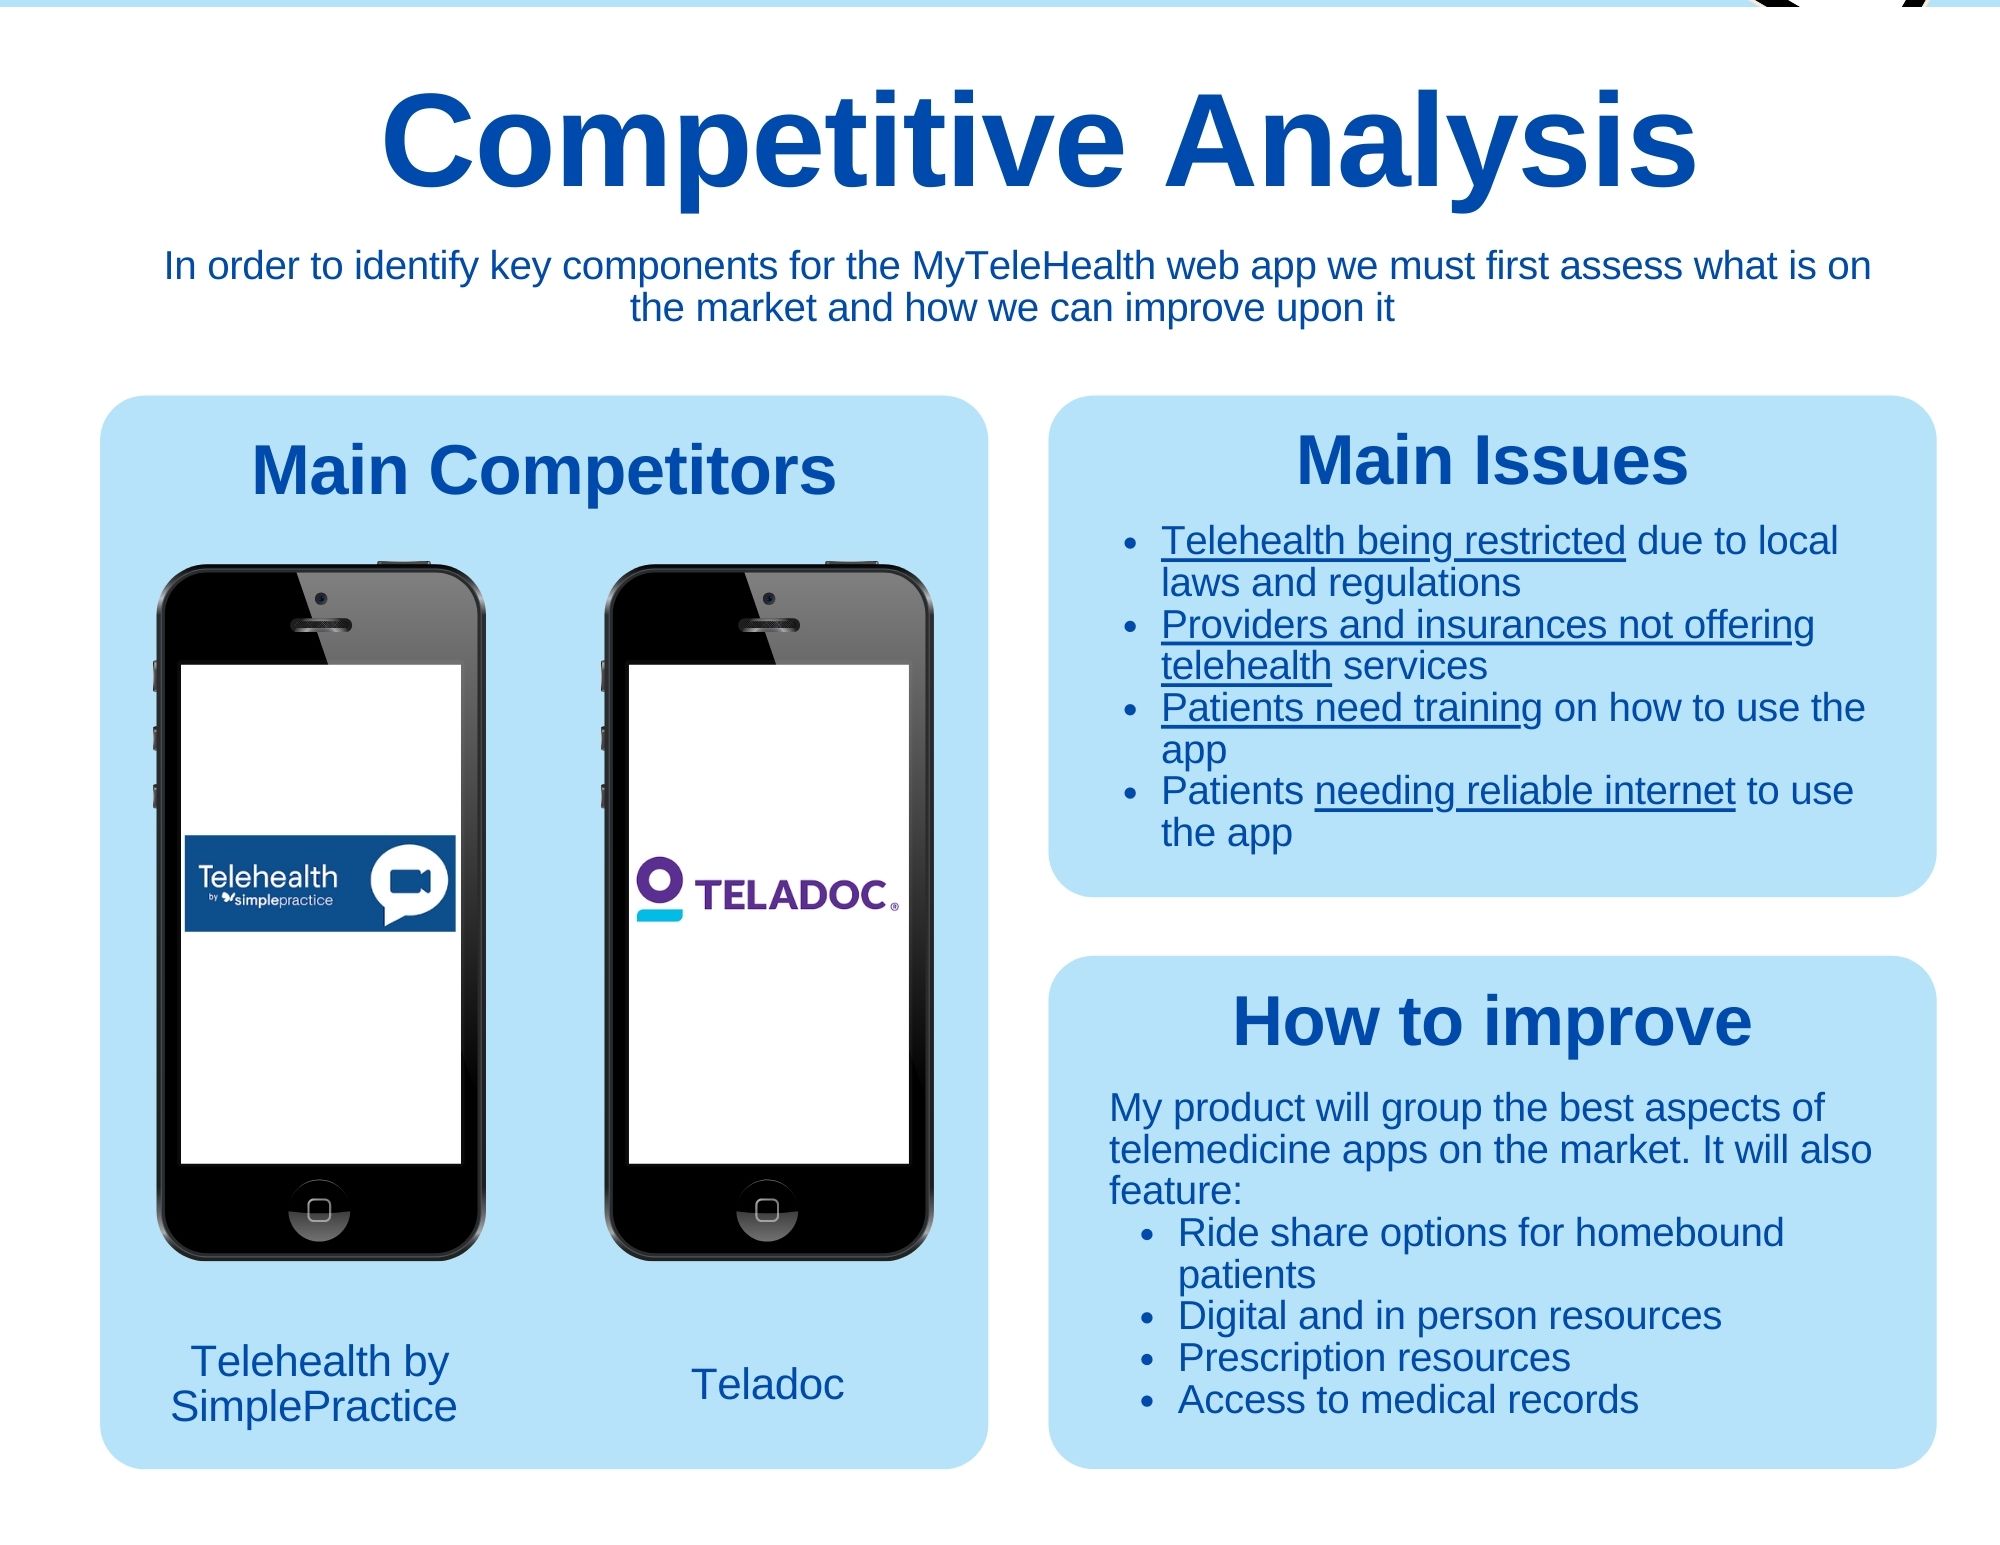 Competitive Analysis
In order to identify key components for the MyTeleHealth web app we must first assess what is on
the market and how we can improve upon it
Main Competitors
Telehealth
by simplepractice
TELADOC®
Telehealth by
SimplePractice
Teladoc
Main Issues
• Telehealth being restricted due to local
laws and regulations
• Providers and insurances not offering
telehealth services
• Patients need training on how to use the
app
• Patients needing reliable internet to use
the app
How to improve
My product will group the best aspects of
telemedicine apps on the market. It will also
feature:
• Ride share options for homebound
patients
• Digital and in person resources
• Prescription resources
• Access to medical records